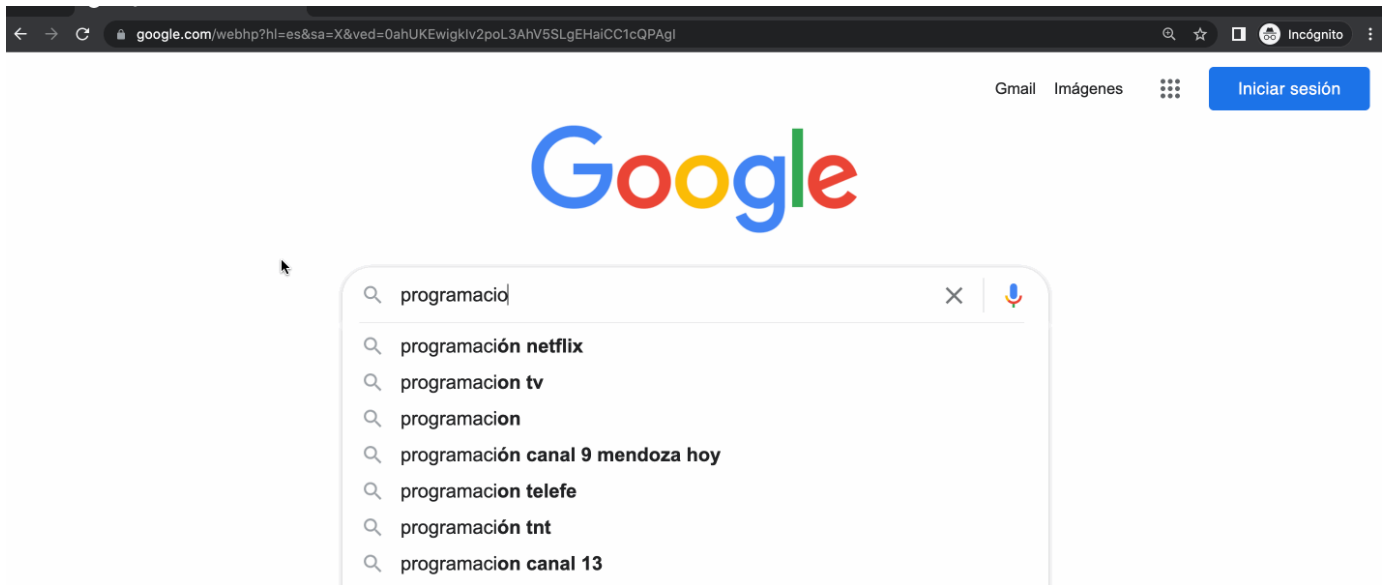 google.com/webhp?hl=es&sa=X&ved=0ahUKEwigkIv2poL3AhV5SLgEHaiCC1cQPAgI
Incógnito
Gmail Imágenes Iniciar sesión
Google
programacio
programación netflix
programacion tv
programacion
programación canal 9 mendoza hoy
programacion telefe
programación tnt
programacion canal 13